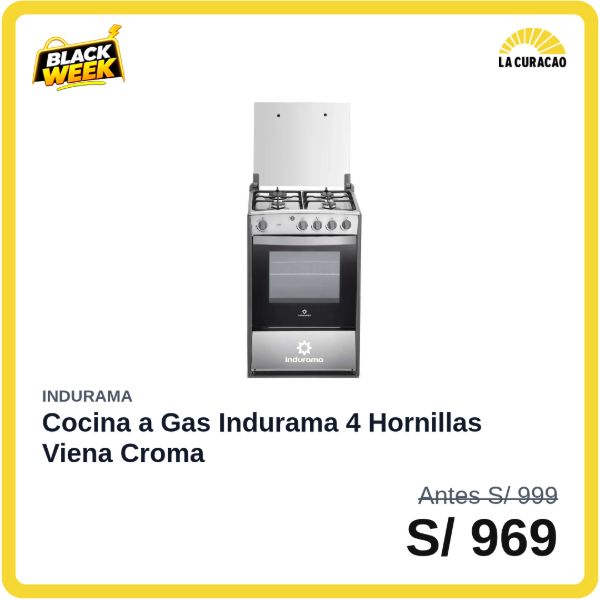 BLACK
WEEK
LA CURACAO
indurama
INDURAMA
Cocina a Gas Indurama 4 Hornillas
Viena Croma
Antes S/ 999
S/ 969